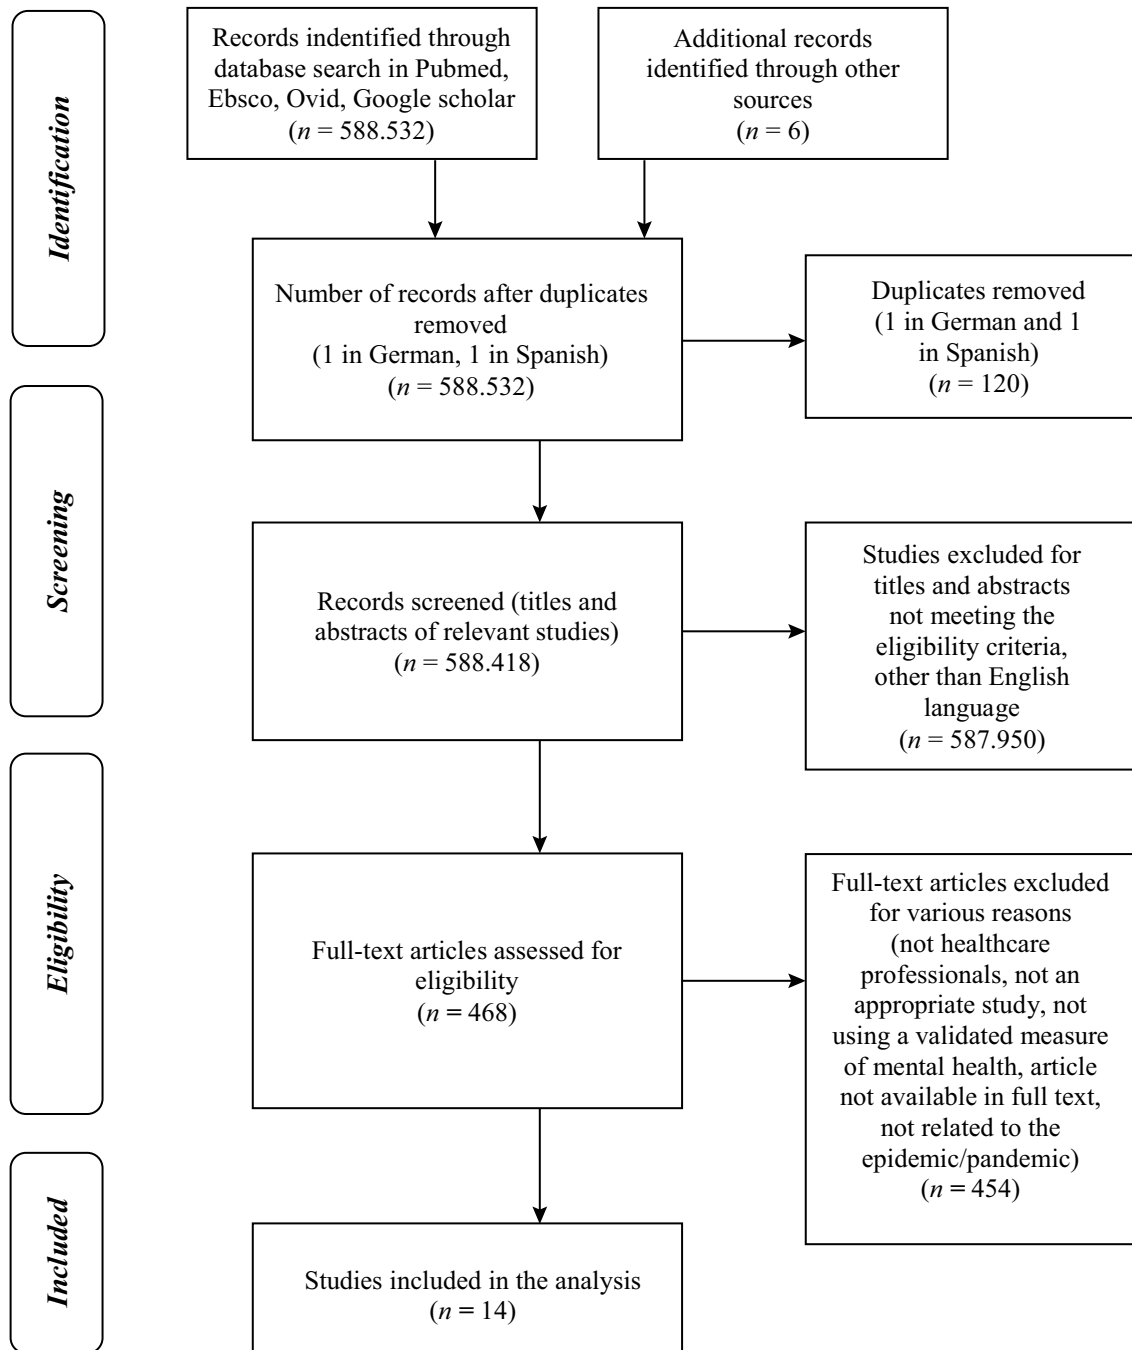 Identification
Records indentified through
database search in Pubmed,
Ebsco, Ovid, Google scholar
(n = 588.532)
Additional records
identified through other
sources
(n = 6)
Number of records after duplicates
removed
(1 in German, 1 in Spanish)
(n = 588.532)
Duplicates removed
(1 in German and 1
in Spanish)
(n = 120)
Screening
Records screened (titles and
abstracts of relevant studies)
(n = 588.418)
Studies excluded for
titles and abstracts
not meeting the
eligibility criteria,
other than English
language
(n = 587.950)
Eligibility
Full-text articles assessed for
eligibility
(n = 468)
Full-text articles excluded
for various reasons
(not healthcare
professionals, not an
appropriate study, not
using a validated measure
of mental health, article
not available in full text,
not related to the
epidemic/pandemic)
(n = 454)
Included
Studies included in the analysis
(n = 14)